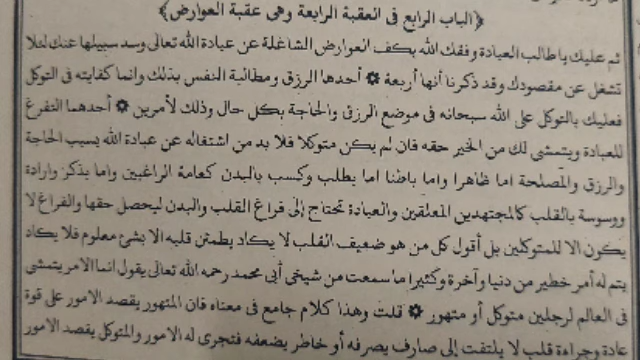 ﴿الباب الرابع فى العقبة الرابعة وهى عقبة العوارض﴾
ثم عليك يا طالب العبادة وفقك الله بكف العوارض الشاغلة عن عبادة الله تعالى وسد سبيلها عنك لئلا
تشغل عن مقصودك وقد ذكرنا أنها أربعة ۞ أحدها الرزق ومطالبة النفس بذلك وانما كفايته فى التوكل
فعليك بالتوكل على الله سبحانه فى موضع الرزق والحاجة بكل حال وذلك لأمرين ۞ أحدهما التفرغ
للعبادة ويتمشى لك من الخير حقه فان لم يكن متوكلا فلا بد من اشتغاله عن عبادة الله بسبب الحاجة
والرزق والمصلحة اما ظاهرا واما باطنا اما بطلب وكسب بالبدن كعامة الراغبين واما بذكر وارادة
ووسوسة بالقلب كالمجتهدين المعلقين والعبادة تحتاج إلى فراغ القلب والبدن ليحصل حقها والفراغ لا
يكون الا للمتوكلين بل أقول كل من هو ضعيف القلب لا يكاد يطمئن قلبه الا بشئ معلوم فلا يكاد
يتم له أمر خطير من دنيا وآخرة وكثيرا ما سمعت من شيخى أبى محمد رحمه الله تعالى يقول انما الامر يتمشى
فى العالم لرجلين متوكل أو متهور ۞ قلت وهذا كلام جامع فى معناه فان المتهور يقصد الامور على قوة
عادة وجراءة قلب لا يلتفت إلى صارف يصرفه أو خاطر يضعفه فتجرى له الامور والمتوكل يقصد الامور